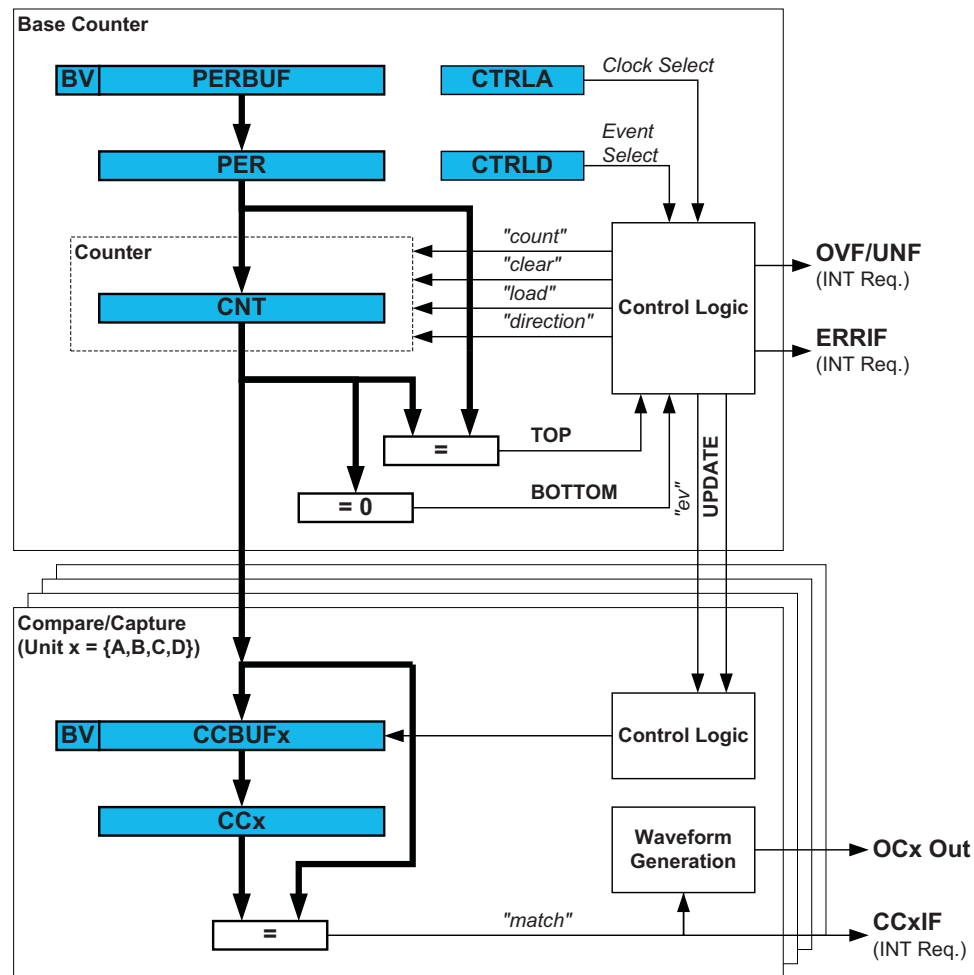 Base Counter
BV
PERBUF
CTRLA
Clock Select
Event
Select
PER
CTRLD
Counter
"count"
"clear"
"load"
"direction"
CNT
Control Logic
OVF/UNF
(INT Req.)
ERRIF
(INT Req.)
=
TOP
= 0
BOTTOM
"ev"
UPDATE
Compare/Capture
(Unit x = {A,B,C,D})
BV
CCBUFx
Control Logic
CCx
Waveform
Generation
OCx Out
=
"match"
CCxIF
(INT Req.)